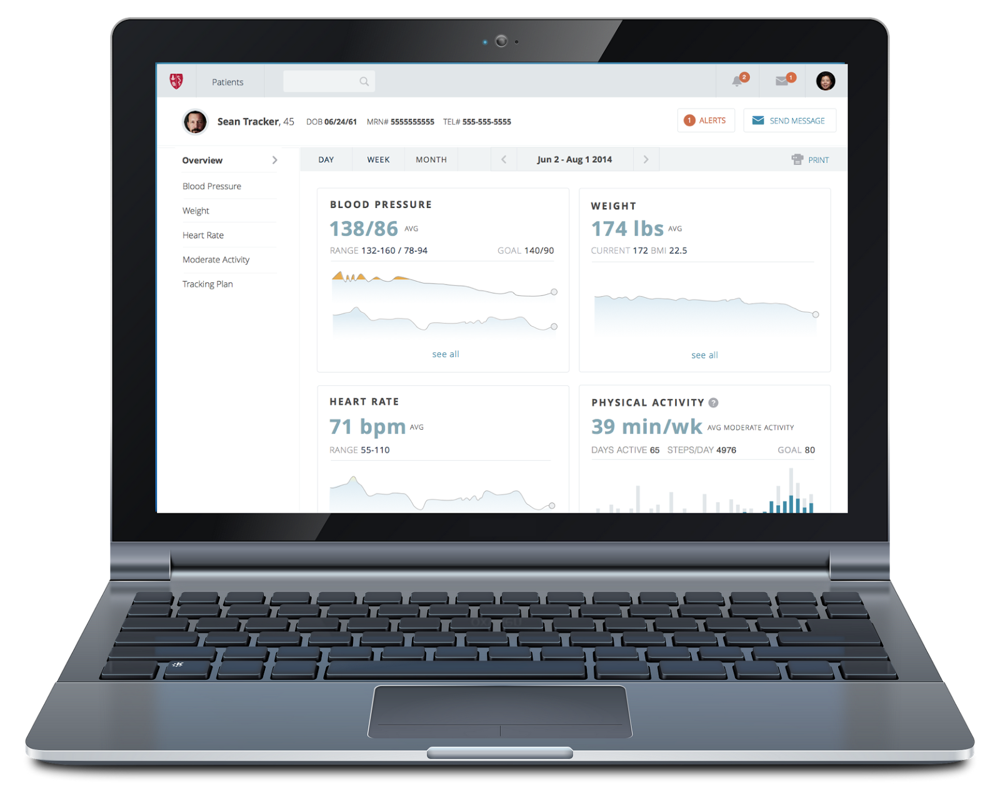 Patients
2
1
Sean Tracker, 45 DOB 06/24/61 MRN# 5555555555 TEL# 555-555-5555
1 ALERTS
SEND MESSAGE
Overview
Blood Pressure
Weight
Heart Rate
Moderate Activity
Tracking Plan
DAY WEEK MONTH Jun 2 - Aug 1 2014 PRINT
BLOOD PRESSURE
138/86 AVG
RANGE 132-160 / 78-94 GOAL 140/90
see all
WEIGHT
174 lbs AVG
CURRENT 172 BMI 22.5
see all
HEART RATE
71 bpm AVG
RANGE 55-110
PHYSICAL ACTIVITY ?
39 min/wk AVG MODERATE ACTIVITY
DAYS ACTIVE 65 STEPS/DAY 4976 GOAL 80